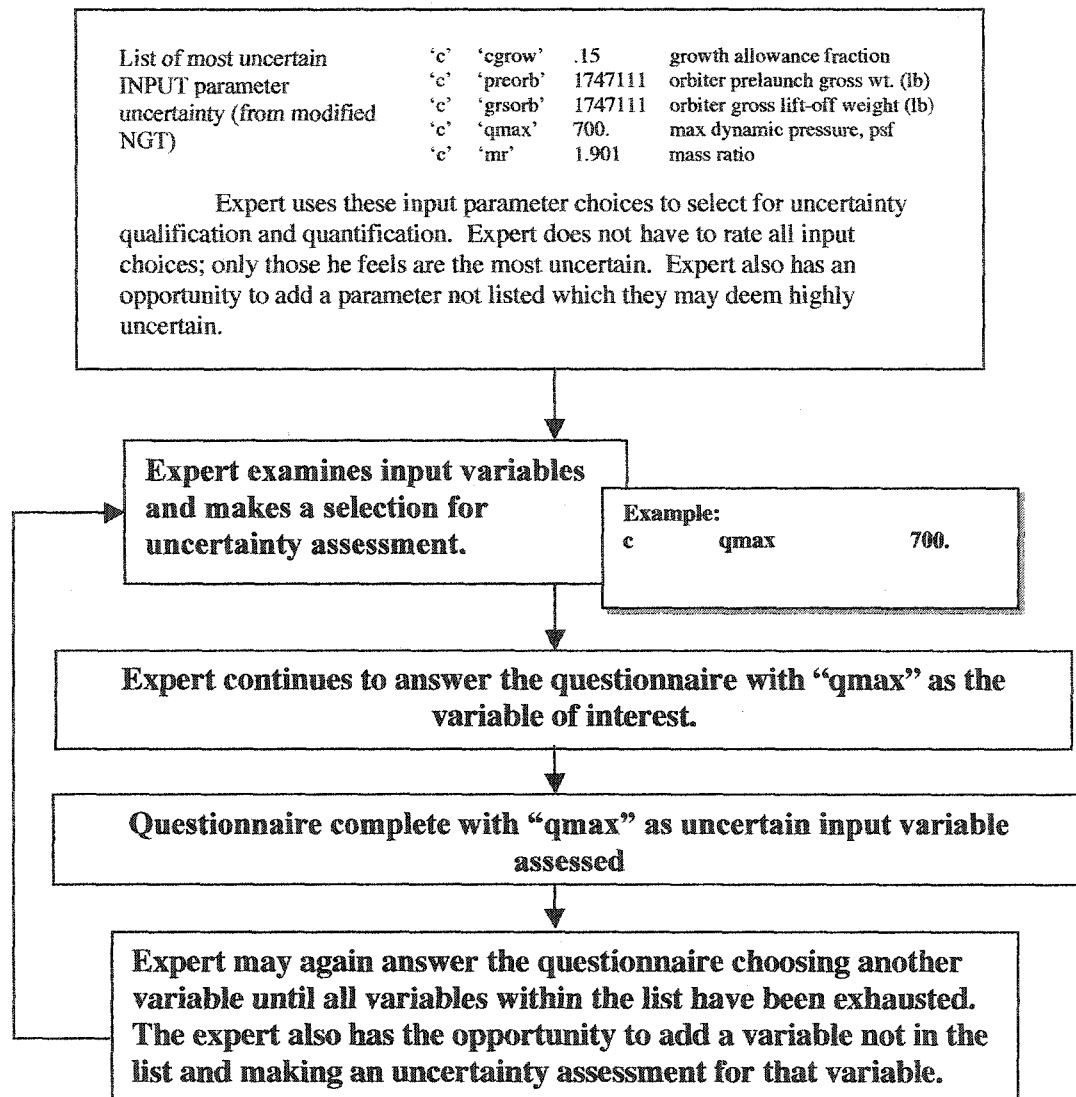 List of most uncertain
INPUT parameter
uncertainty (from modified
NGT)
‘c’ ‘cgrow’ .15 growth allowance fraction
‘c’ ‘preorb’ 1747111 orbiter prelaunch gross wt. (lb)
‘c’ ‘grsorb’ 1747111 orbiter gross lift-off weight (lb)
‘c’ ‘qmax’ 700. max dynamic pressure, psf
‘c’ ‘mr’ 1.901 mass ratio
Expert uses these input parameter choices to select for uncertainty
qualification and quantification. Expert does not have to rate all input
choices; only those he feels are the most uncertain. Expert also has an
opportunity to add a parameter not listed which they may deem highly
uncertain.
Expert examines input variables
and makes a selection for
uncertainty assessment.
Example:
c qmax 700.
Expert continues to answer the questionnaire with “qmax” as the
variable of interest.
Questionnaire complete with “qmax” as uncertain input variable
assessed
Expert may again answer the questionnaire choosing another
variable until all variables within the list have been exhausted.
The expert also has the opportunity to add a variable not in the
list and making an uncertainty assessment for that variable.